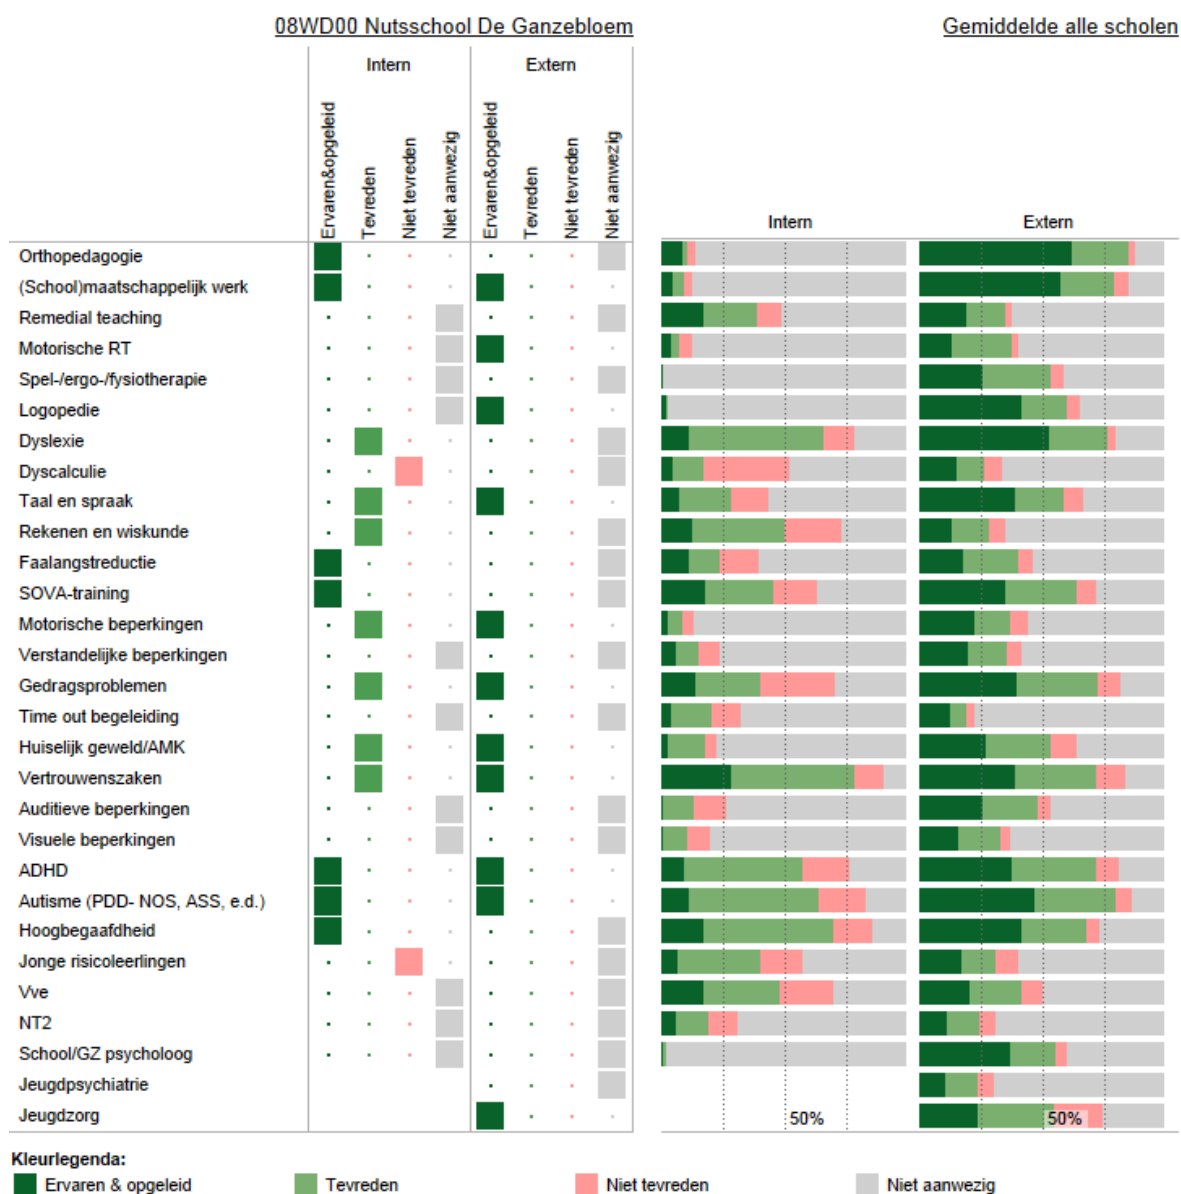 08WD00 Nutsschool De Ganzebloem
Gemiddelde alle scholen
Intern
Extern
Ervaren&opgeleid
Tevreden
Niet tevreden
Niet aanwezig
Ervaren&opgeleid
Tevreden
Niet tevreden
Niet aanwezig
Intern
Extern
Orthopedagogie
(School)maatschappelijk werk
Remedial teaching
Motorische RT
Spel-/ergo-/fysiotherapie
Logopedie
Dyslexie
Dyscalculie
Taal en spraak
Rekenen en wiskunde
Faalangstreductie
SOVA-training
Motorische beperkingen
Verstandelijke beperkingen
Gedragsproblemen
Time out begeleiding
Huiselijk geweld/AMK
Vertrouwenszaken
Auditieve beperkingen
Visuele beperkingen
ADHD
Autisme (PDD- NOS, ASS, e.d.)
Hoogbegaafdheid
Jonge risicoleerlingen
Vve
NT2
School/GZ psycholoog
Jeugdpsychiatrie
Jeugdzorg
50%
50%
Kleurlegenda:
Ervaren & opgeleid
Tevreden
Niet tevreden
Niet aanwezig